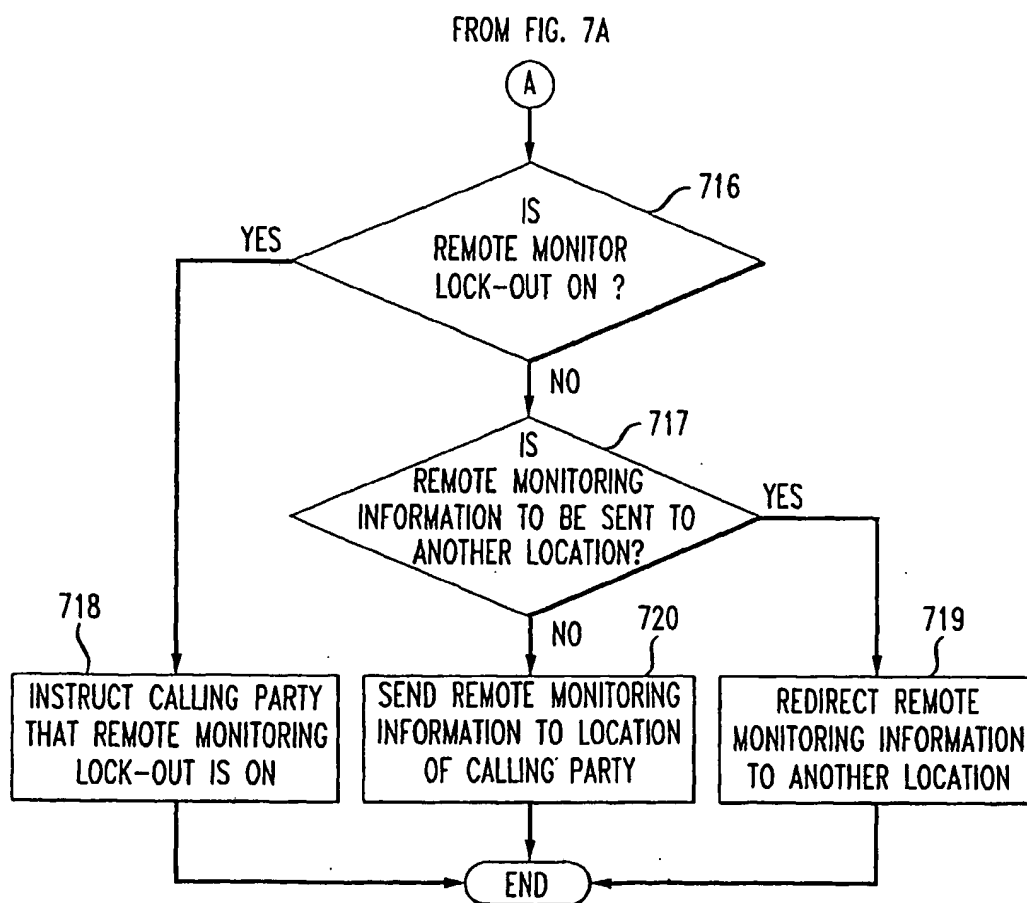 FROM FIG. 7A
A
716
IS
REMOTE MONITOR
LOCK-OUT ON ?
YES
NO
717
IS
REMOTE MONITORING
INFORMATION TO BE SENT TO
ANOTHER LOCATION?
YES
NO
718
INSTRUCT CALLING PARTY
THAT REMOTE MONITORING
LOCK-OUT IS ON
720
SEND REMOTE MONITORING
INFORMATION TO LOCATION
OF CALLING PARTY
719
REDIRECT REMOTE
MONITORING INFORMATION
TO ANOTHER LOCATION
END